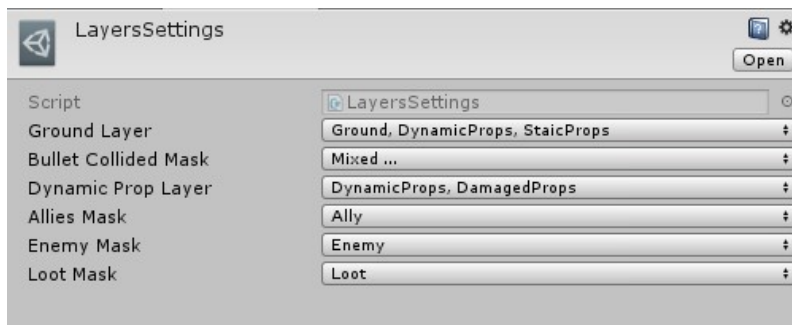 LayersSettings
Open
Script LayersSettings
Ground Layer Ground, DynamicProps, StaicProps
Bullet Collided Mask Mixed ...
Dynamic Prop Layer DynamicProps, DamagedProps
Allies Mask Ally
Enemy Mask Enemy
Loot Mask Loot